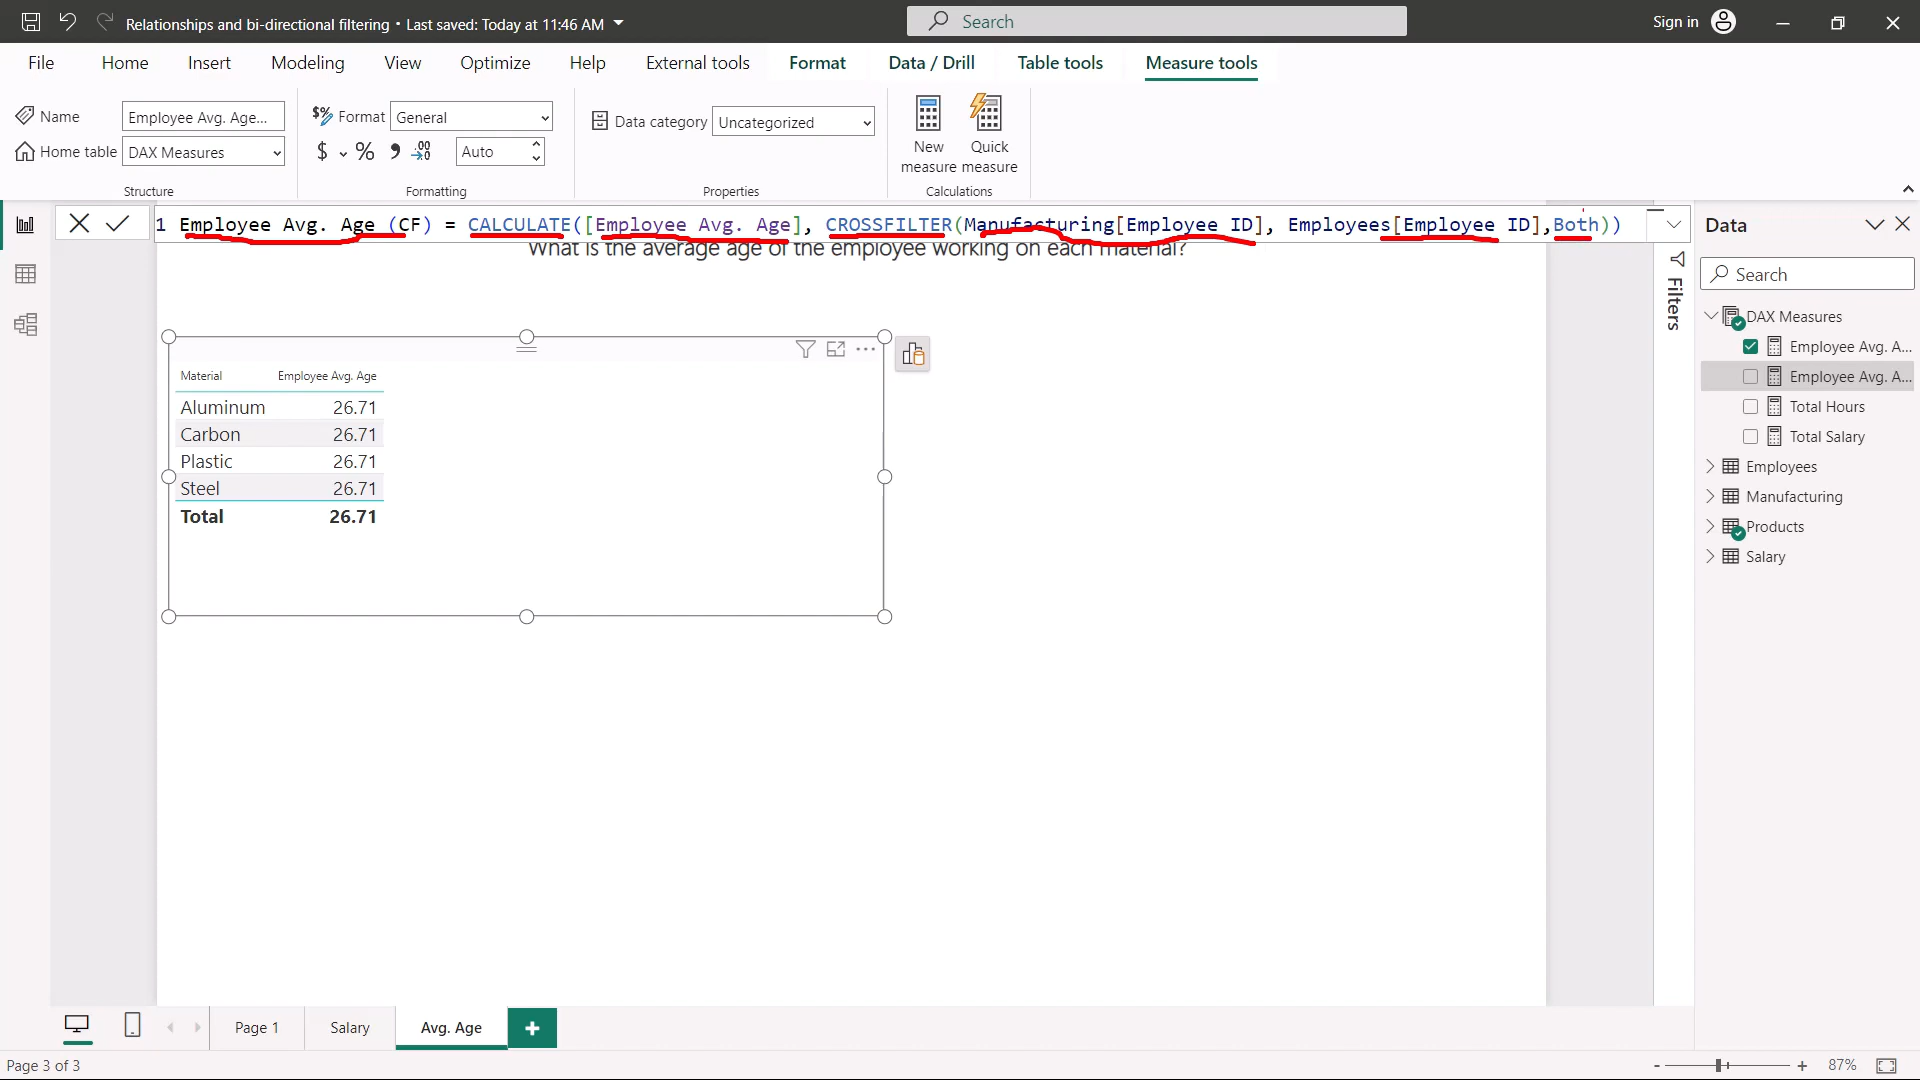 Relationships and bi-directional filtering • Last saved: Today at 11:46 AM
Search
Sign in
File Home Insert Modeling View Optimize Help External tools Format Data / Drill Table tools Measure tools
Name Employee Avg. Age...
Home table DAX Measures
Structure
$% Format General
$ % , .00 Auto
Formatting
Data category Uncategorized
Properties
New measure
Quick measure
Calculations
1 Employee Avg. Age (CF) = CALCULATE([Employee Avg. Age], CROSSFILTER(Manufacturing[Employee ID], Employees[Employee ID],Both))
What is the average age of the employee working on each material?
Material Employee Avg. Age
Aluminum 26.71
Carbon 26.71
Plastic 26.71
Steel 26.71
Total 26.71
Filters
Data
Search
DAX Measures
Employee Avg. A...
Employee Avg. A...
Total Hours
Total Salary
Employees
Manufacturing
Products
Salary
Page 1 Salary Avg. Age +
Page 3 of 3
- + 87%